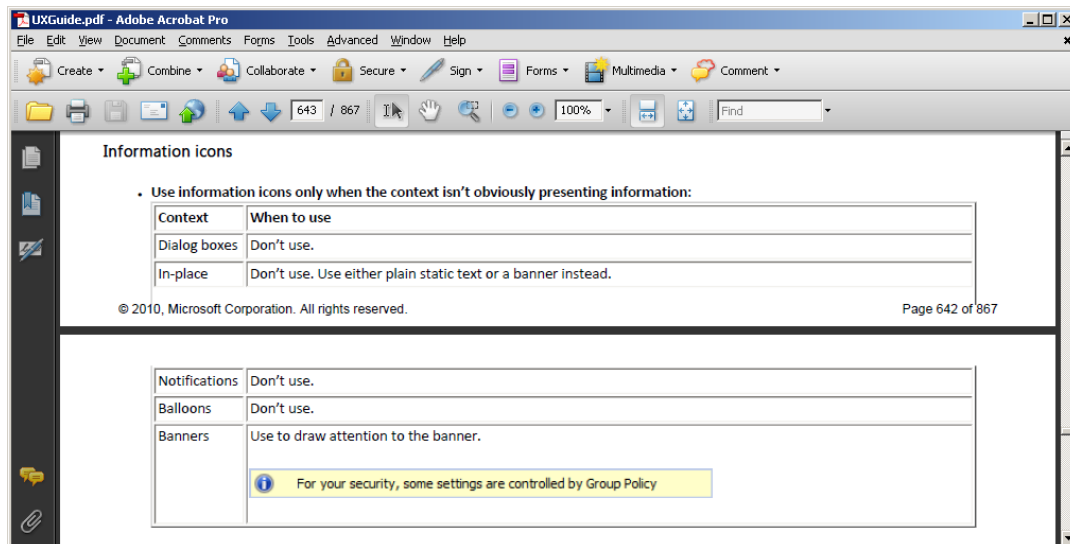 UXGuide.pdf - Adobe Acrobat Pro
File Edit View Document Comments Forms Tools Advanced Window Help
Create Combine Collaborate Secure Sign Forms Multimedia Comment
643 / 867 100% Find
Information icons
• Use information icons only when the context isn't obviously presenting information:
Context When to use
Dialog boxes Don't use.
In-place Don't use. Use either plain static text or a banner instead.
© 2010, Microsoft Corporation. All rights reserved. Page 642 of 867
Notifications Don't use.
Balloons Don't use.
Banners Use to draw attention to the banner.
For your security, some settings are controlled by Group Policy